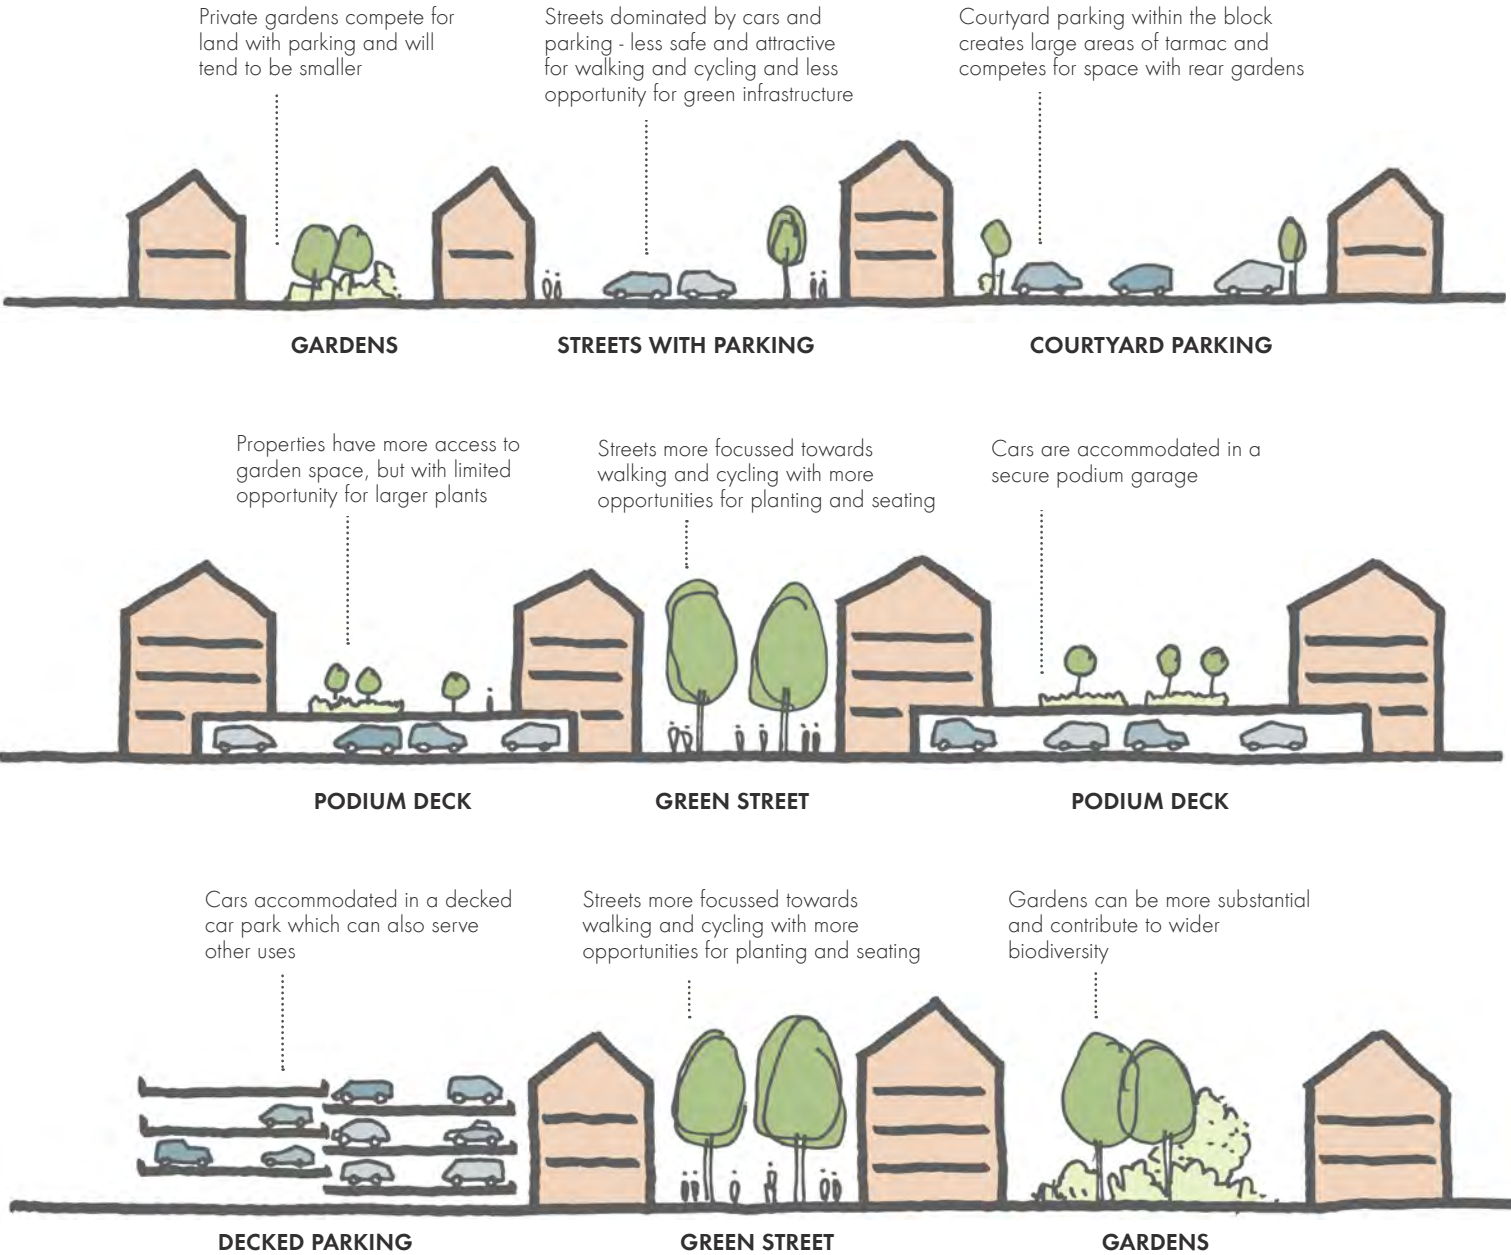 Private gardens compete for
land with parking and will
tend to be smaller
Streets dominated by cars and
parking - less safe and attractive
for walking and cycling and less
opportunity for green infrastructure
Courtyard parking within the block
creates large areas of tarmac and
competes for space with rear gardens
GARDENS
STREETS WITH PARKING
COURTYARD PARKING
Properties have more access to
garden space, but with limited
opportunity for larger plants
Streets more focussed towards
walking and cycling with more
opportunities for planting and seating
Cars are accommodated in a
secure podium garage
PODIUM DECK
GREEN STREET
PODIUM DECK
Cars accommodated in a decked
car park which can also serve
other uses
Streets more focussed towards
walking and cycling with more
opportunities for planting and seating
Gardens can be more substantial
and contribute to wider
biodiversity
DECKED PARKING
GREEN STREET
GARDENS